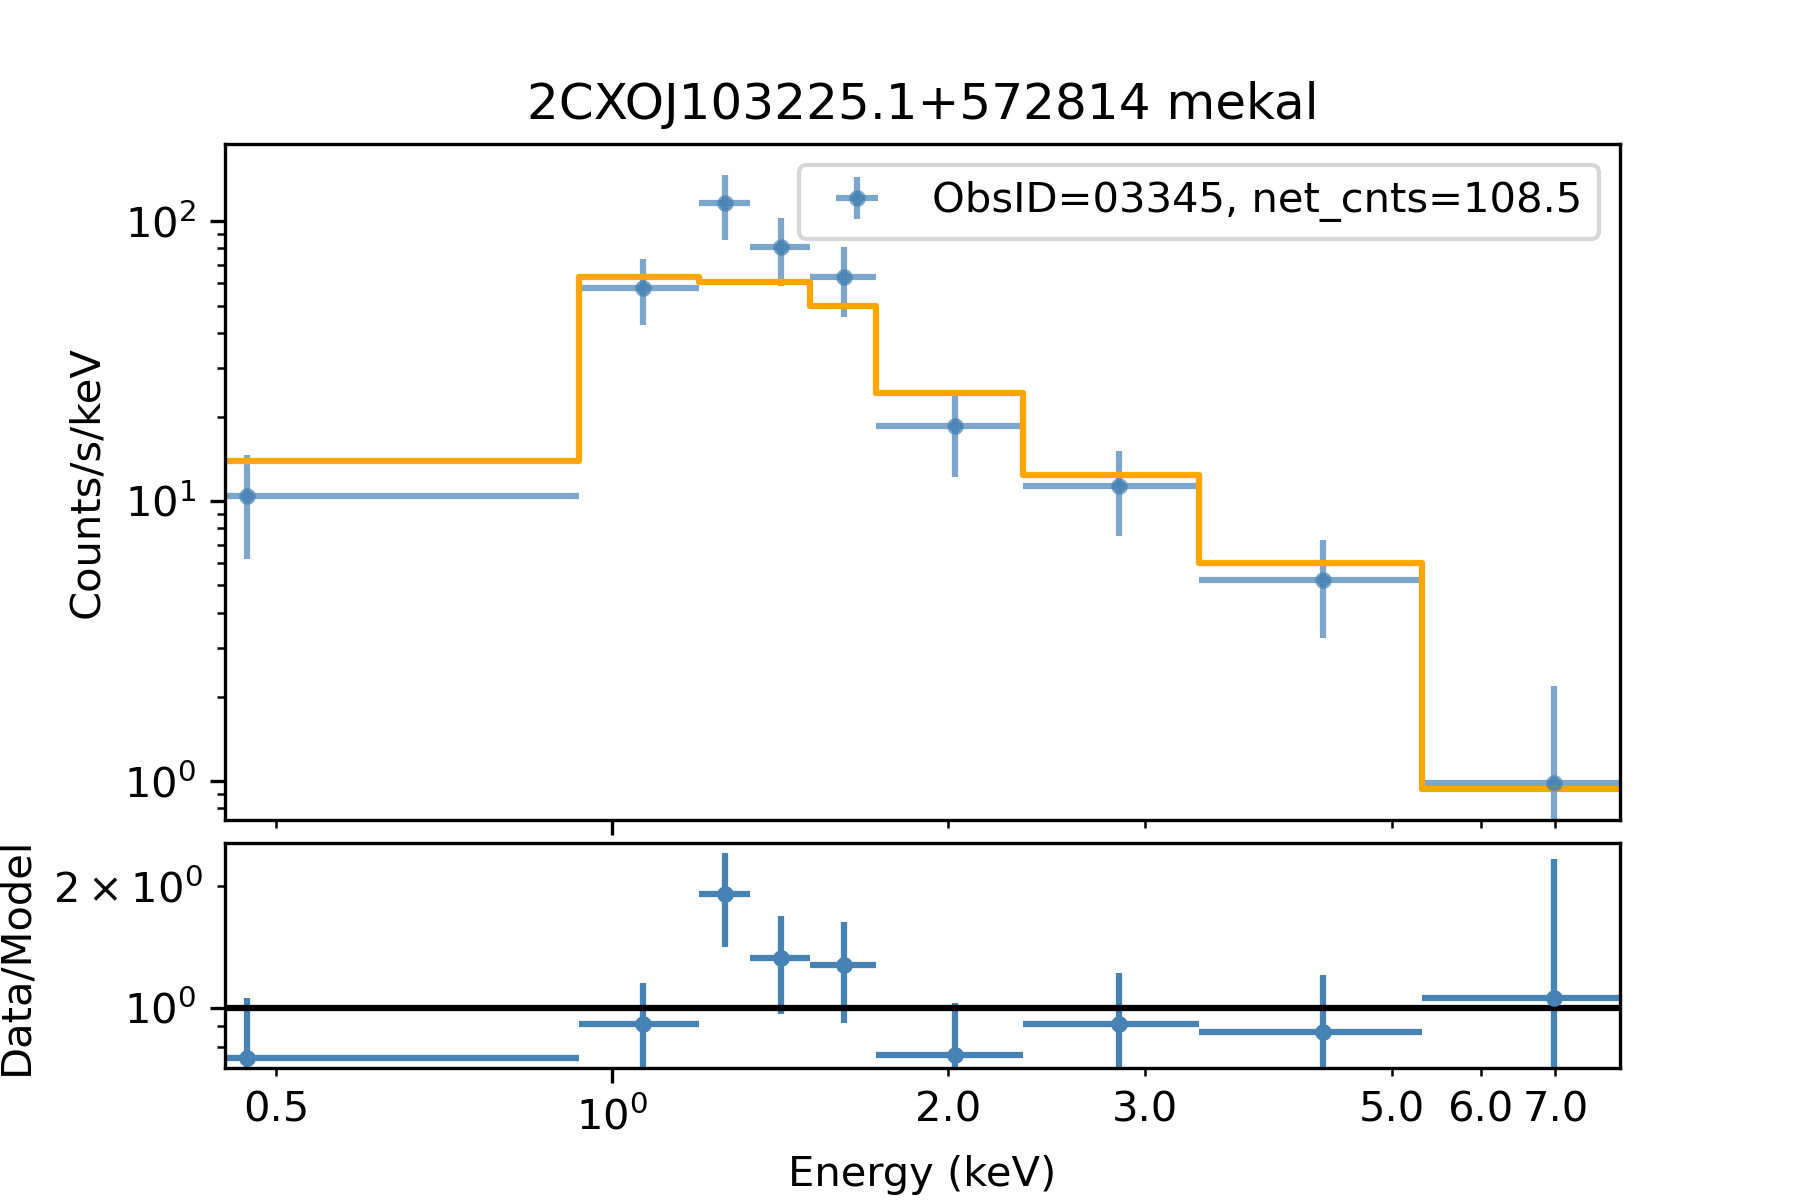 2CXOJ103225.1+572814 mekal
ObsID=03345, net_cnts=108.5
Counts/s/keV
10²
10¹
10⁰
Data/Model
2 × 10⁰
10⁰
0.5 10⁰ 2.0 3.0 5.0 6.0 7.0
Energy (keV)